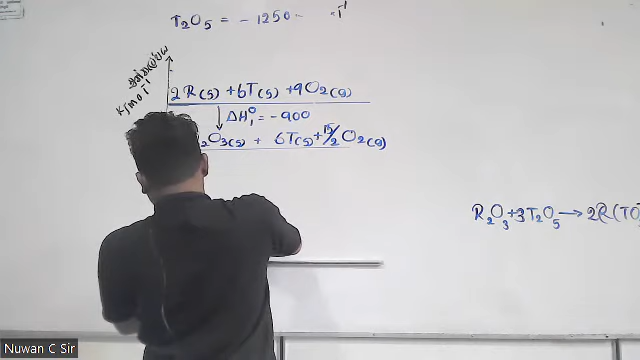 T₂O₅ = -1250
KJmol⁻¹
2R(s) + 6T(s) + 9O₂(g)
ΔH₁° = -900
₂O₃(s) + 6T(s) + 15/2 O₂(g)
R₂O₃ + 3T₂O₅ → 2R(TO
Nuwan C Sir